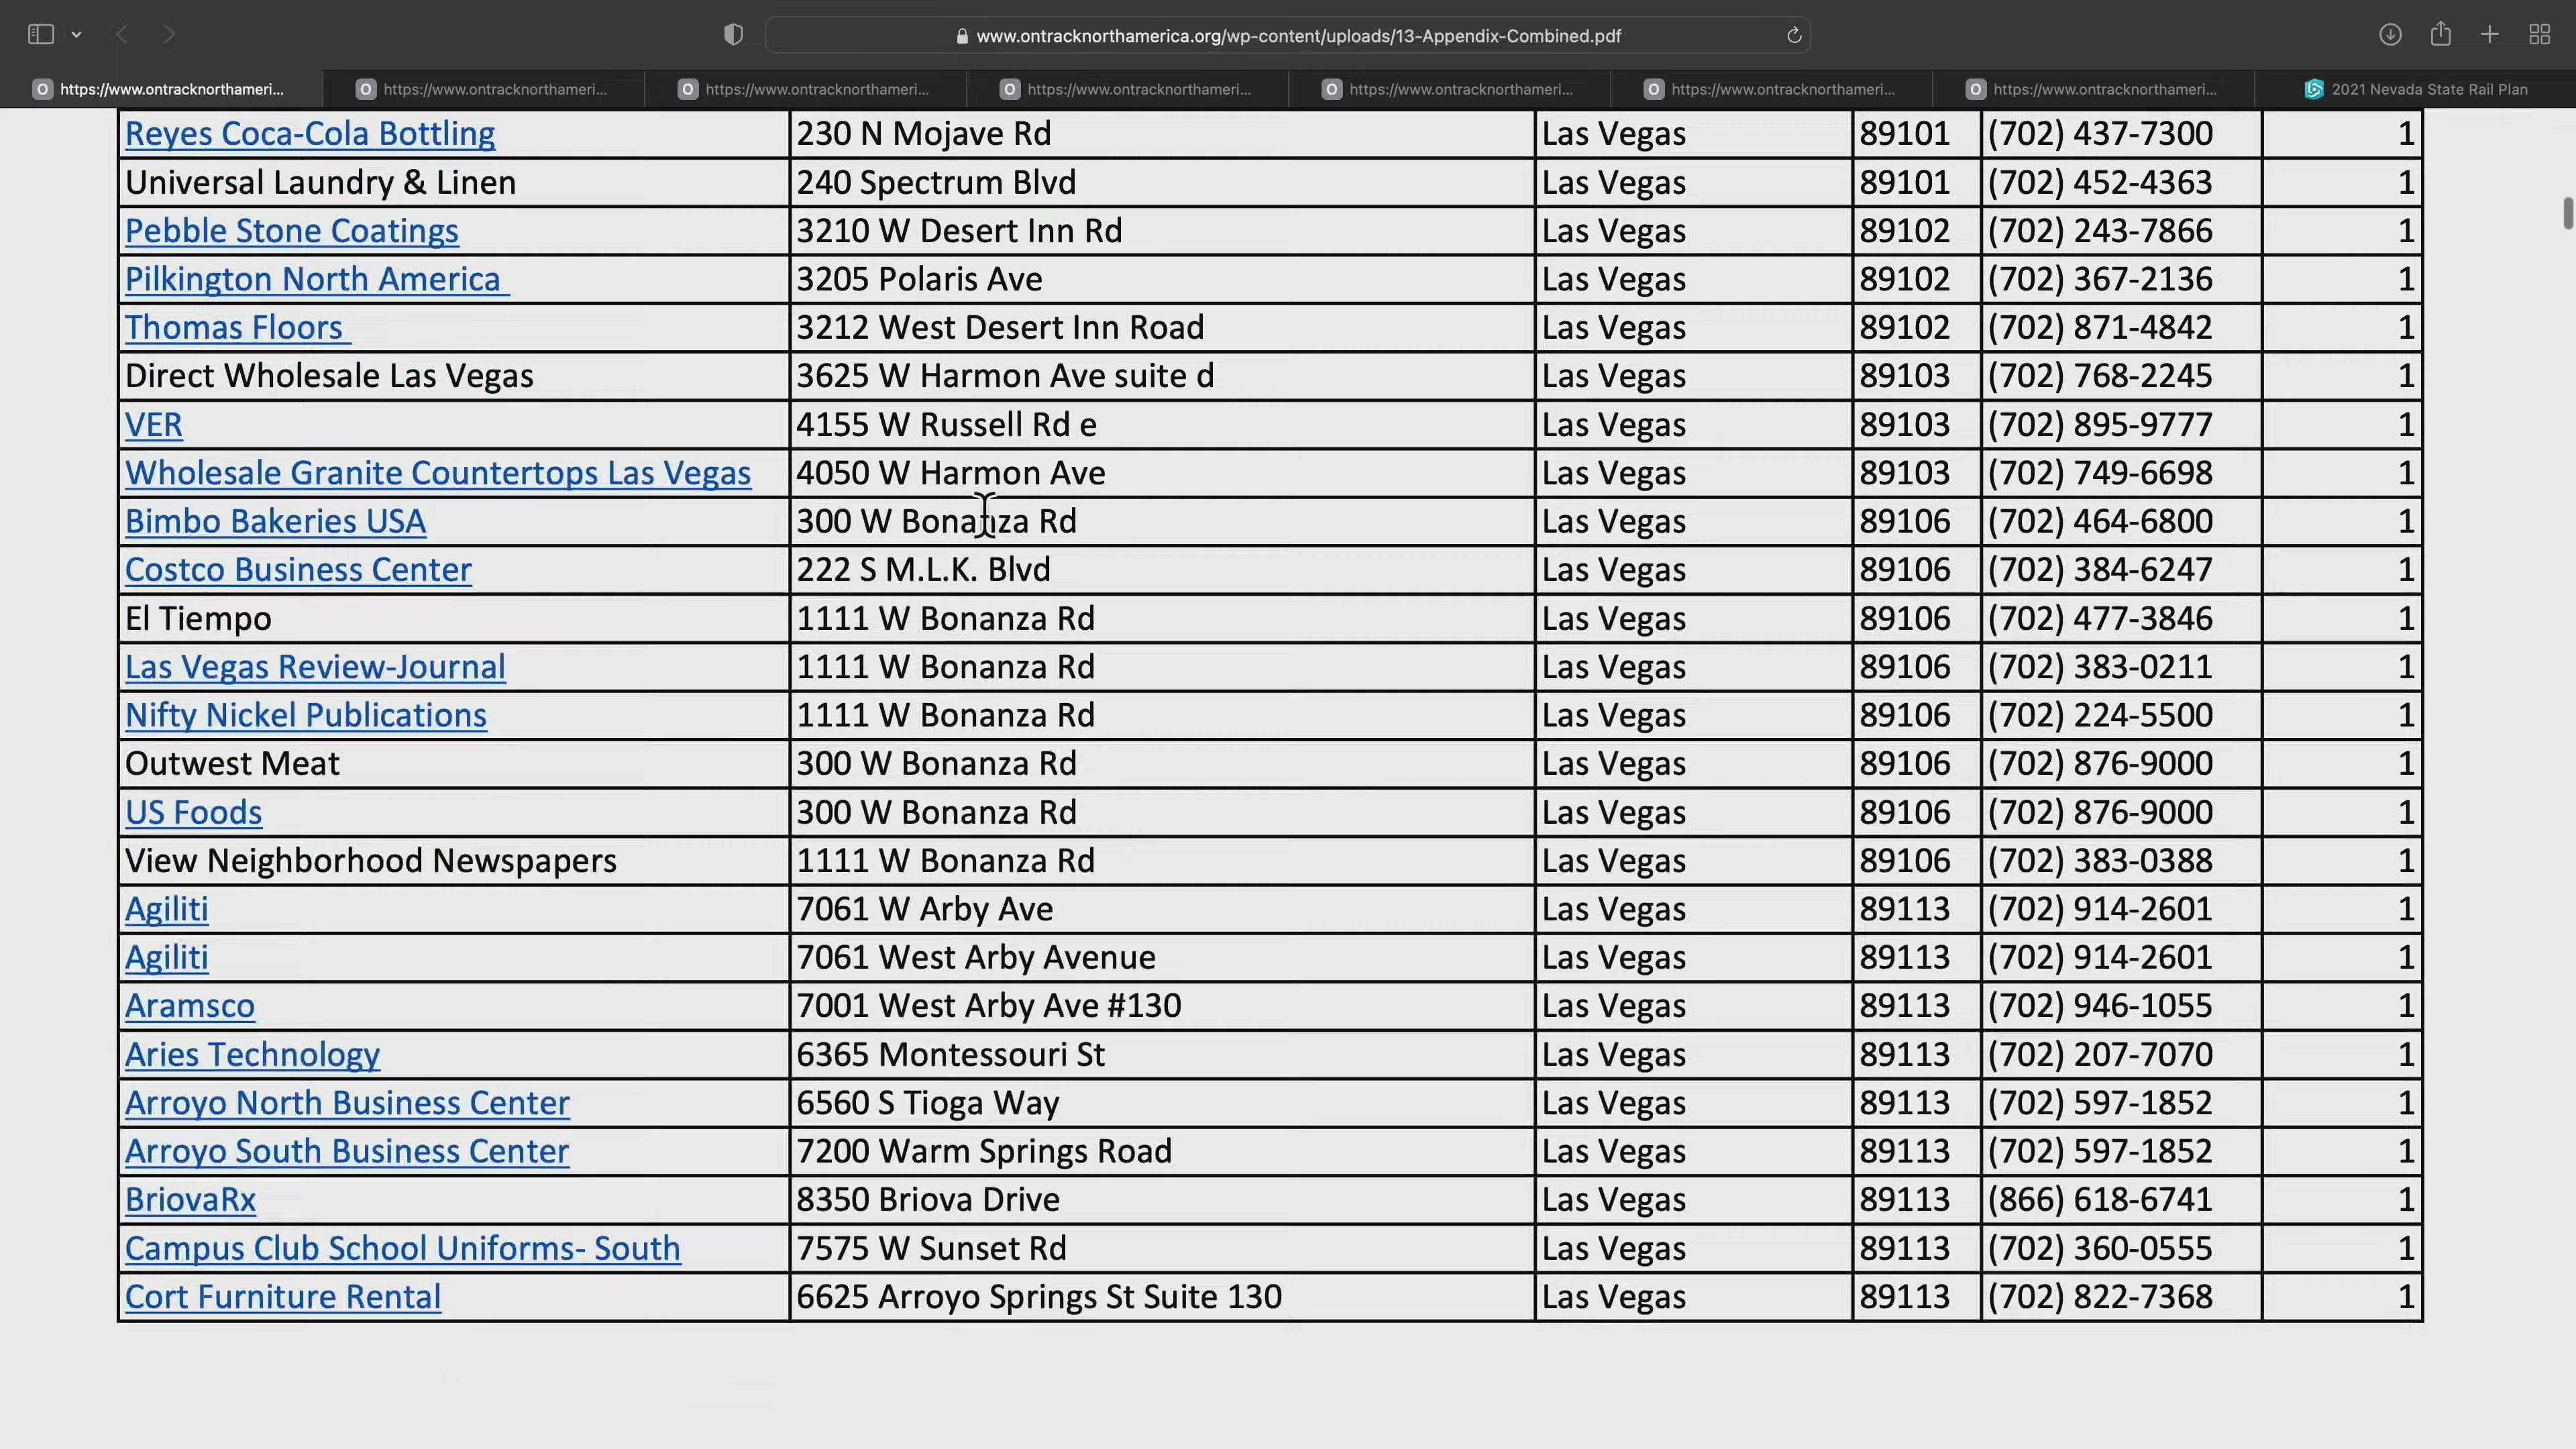 www.ontracknorthamerica.org/wp-content/uploads/13-Appendix-Combined.pdf
https://www.ontracknorthameri... https://www.ontracknorthameri... https://www.ontracknorthameri... https://www.ontracknorthameri... https://www.ontracknorthameri... https://www.ontracknorthameri... https://www.ontracknorthameri... 2021 Nevada State Rail Plan
Reyes Coca-Cola Bottling 230 N Mojave Rd Las Vegas 89101 (702) 437-7300 1
Universal Laundry & Linen 240 Spectrum Blvd Las Vegas 89101 (702) 452-4363 1
Pebble Stone Coatings 3210 W Desert Inn Rd Las Vegas 89102 (702) 243-7866 1
Pilkington North America 3205 Polaris Ave Las Vegas 89102 (702) 367-2136 1
Thomas Floors 3212 West Desert Inn Road Las Vegas 89102 (702) 871-4842 1
Direct Wholesale Las Vegas 3625 W Harmon Ave suite d Las Vegas 89103 (702) 768-2245 1
VER 4155 W Russell Rd e Las Vegas 89103 (702) 895-9777 1
Wholesale Granite Countertops Las Vegas 4050 W Harmon Ave Las Vegas 89103 (702) 749-6698 1
Bimbo Bakeries USA 300 W Bonanza Rd Las Vegas 89106 (702) 464-6800 1
Costco Business Center 222 S M.L.K. Blvd Las Vegas 89106 (702) 384-6247 1
El Tiempo 1111 W Bonanza Rd Las Vegas 89106 (702) 477-3846 1
Las Vegas Review-Journal 1111 W Bonanza Rd Las Vegas 89106 (702) 383-0211 1
Nifty Nickel Publications 1111 W Bonanza Rd Las Vegas 89106 (702) 224-5500 1
Outwest Meat 300 W Bonanza Rd Las Vegas 89106 (702) 876-9000 1
US Foods 300 W Bonanza Rd Las Vegas 89106 (702) 876-9000 1
View Neighborhood Newspapers 1111 W Bonanza Rd Las Vegas 89106 (702) 383-0388 1
Agiliti 7061 W Arby Ave Las Vegas 89113 (702) 914-2601 1
Agiliti 7061 West Arby Avenue Las Vegas 89113 (702) 914-2601 1
Aramsco 7001 West Arby Ave #130 Las Vegas 89113 (702) 946-1055 1
Aries Technology 6365 Montessouri St Las Vegas 89113 (702) 207-7070 1
Arroyo North Business Center 6560 S Tioga Way Las Vegas 89113 (702) 597-1852 1
Arroyo South Business Center 7200 Warm Springs Road Las Vegas 89113 (702) 597-1852 1
BriovaRx 8350 Briova Drive Las Vegas 89113 (866) 618-6741 1
Campus Club School Uniforms- South 7575 W Sunset Rd Las Vegas 89113 (702) 360-0555 1
Cort Furniture Rental 6625 Arroyo Springs St Suite 130 Las Vegas 89113 (702) 822-7368 1